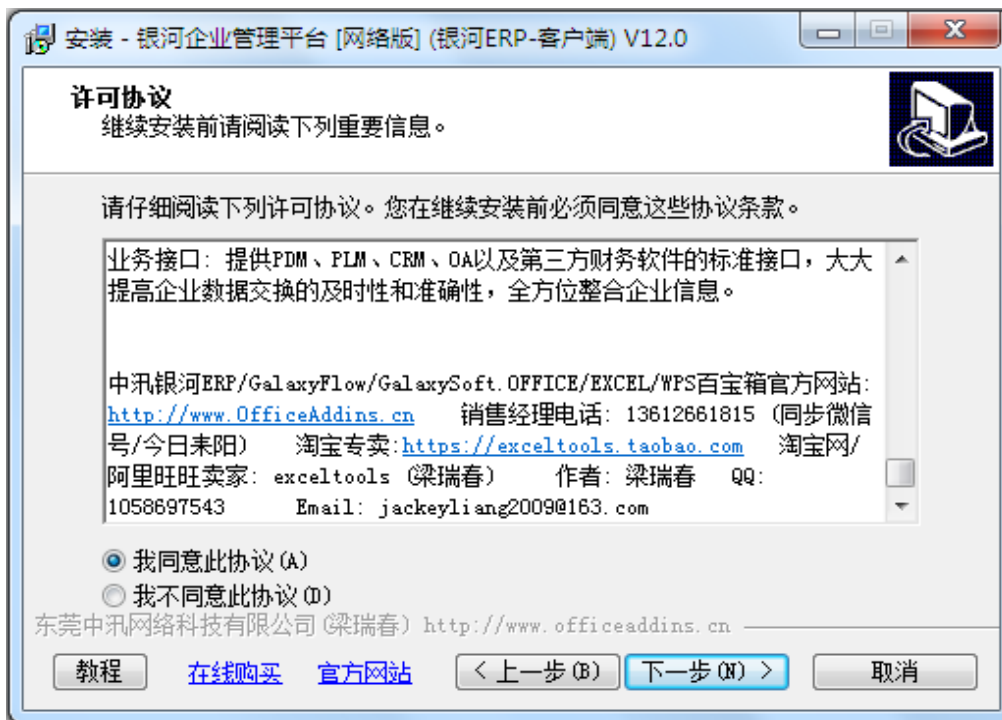 安装 - 银河企业管理平台 [网络版] (银河ERP-客户端) V12.0
许可协议
继续安装前请阅读下列重要信息。
请仔细阅读下列许可协议。您在继续安装前必须同意这些协议条款。
业务接口: 提供PDM、PLM、CRM、OA以及第三方财务软件的标准接口，大大
提高企业数据交换的及时性和准确性，全方位整合企业信息。
中汛银河ERP/GalaxyFlow/GalaxySoft.OFFICE/EXCEL/WPS百宝箱官方网站:
http://www.OfficeAddins.cn 销售经理电话: 13612661815 (同步微信
号/今日耒阳) 淘宝专卖:https://exceltools.taobao.com 淘宝网/
阿里旺旺卖家: exceltools (梁瑞春) 作者: 梁瑞春 QQ:
1058697543 Email: jackeyliang2009@163.com
我同意此协议(A)
我不同意此协议(D)
东莞中汛网络科技有限公司(梁瑞春) http://www.officeaddins.cn
教程 在线购买 官方网站 < 上一步(B) 下一步(N) > 取消